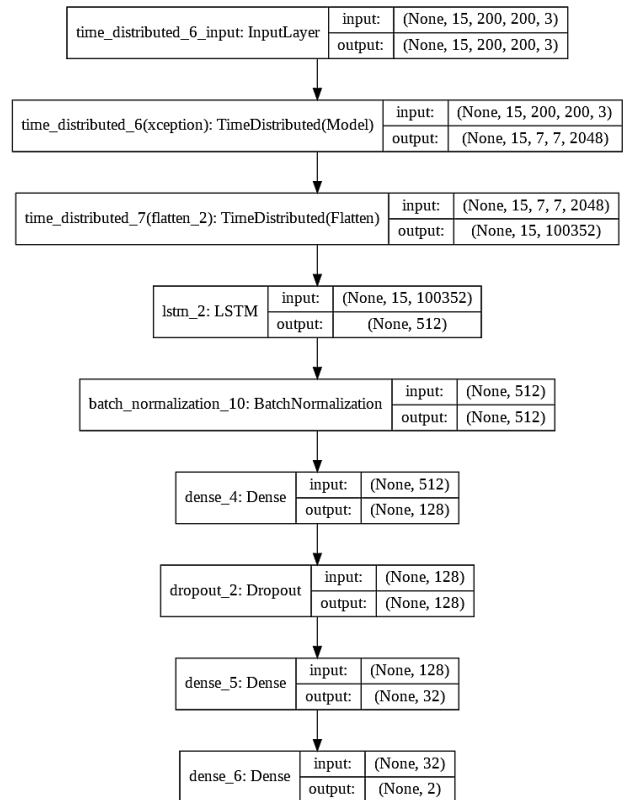 time_distributed_6_input: InputLayer
input: (None, 15, 200, 200, 3)
output: (None, 15, 200, 200, 3)
time_distributed_6(xception): TimeDistributed(Model)
input: (None, 15, 200, 200, 3)
output: (None, 15, 7, 7, 2048)
time_distributed_7(flatten_2): TimeDistributed(Flatten)
input: (None, 15, 7, 7, 2048)
output: (None, 15, 100352)
lstm_2: LSTM
input: (None, 15, 100352)
output: (None, 512)
batch_normalization_10: BatchNormalization
input: (None, 512)
output: (None, 512)
dense_4: Dense
input: (None, 512)
output: (None, 128)
dropout_2: Dropout
input: (None, 128)
output: (None, 128)
dense_5: Dense
input: (None, 128)
output: (None, 32)
dense_6: Dense
input: (None, 32)
output: (None, 2)